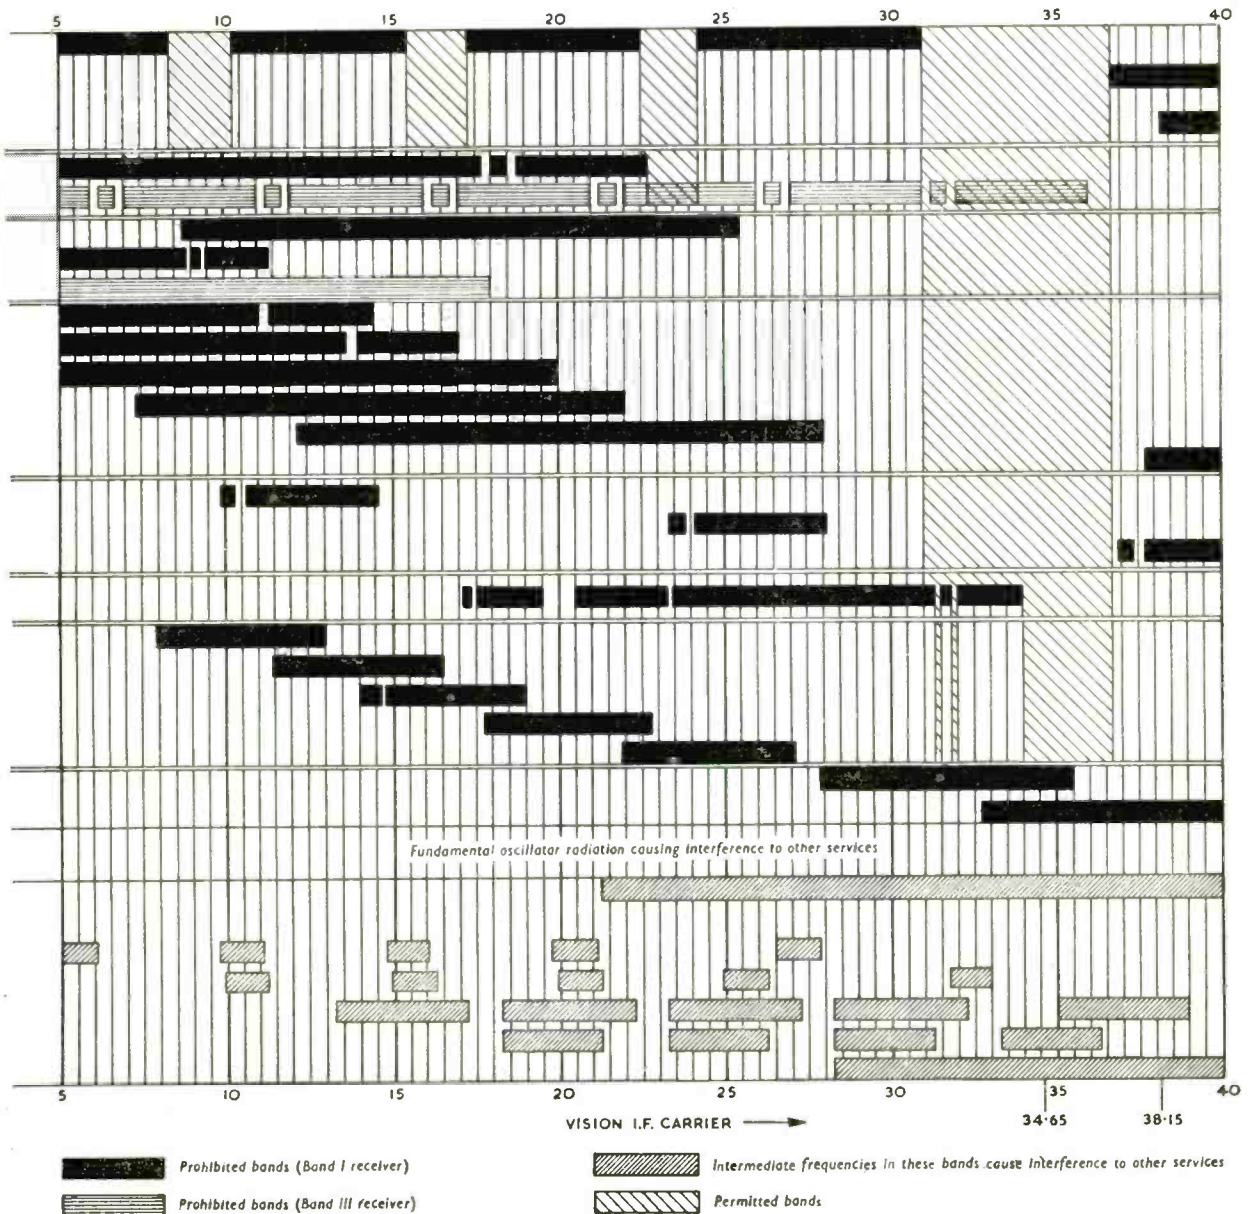 5 10 15 20 25 30 35 40
Fundamental oscillator radiation causing interference to other services
5 10 15 20 25 30 35 40
VISION I.F. CARRIER
34·65 38·15
Prohibited bands (Band I receiver)
Intermediate frequencies in these bands cause interference to other services
Prohibited bands (Band III receiver)
Permitted bands